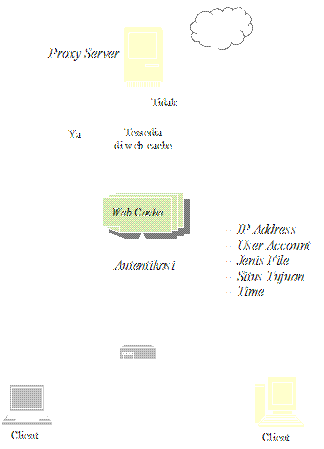 Proxy Server
Tidak
Ya
Tersedia
di web cache
Web Cache
Autentikasi
- IP Address
- User Account
- Jenis File
- Situs Tujuan
- Time
Client
Client